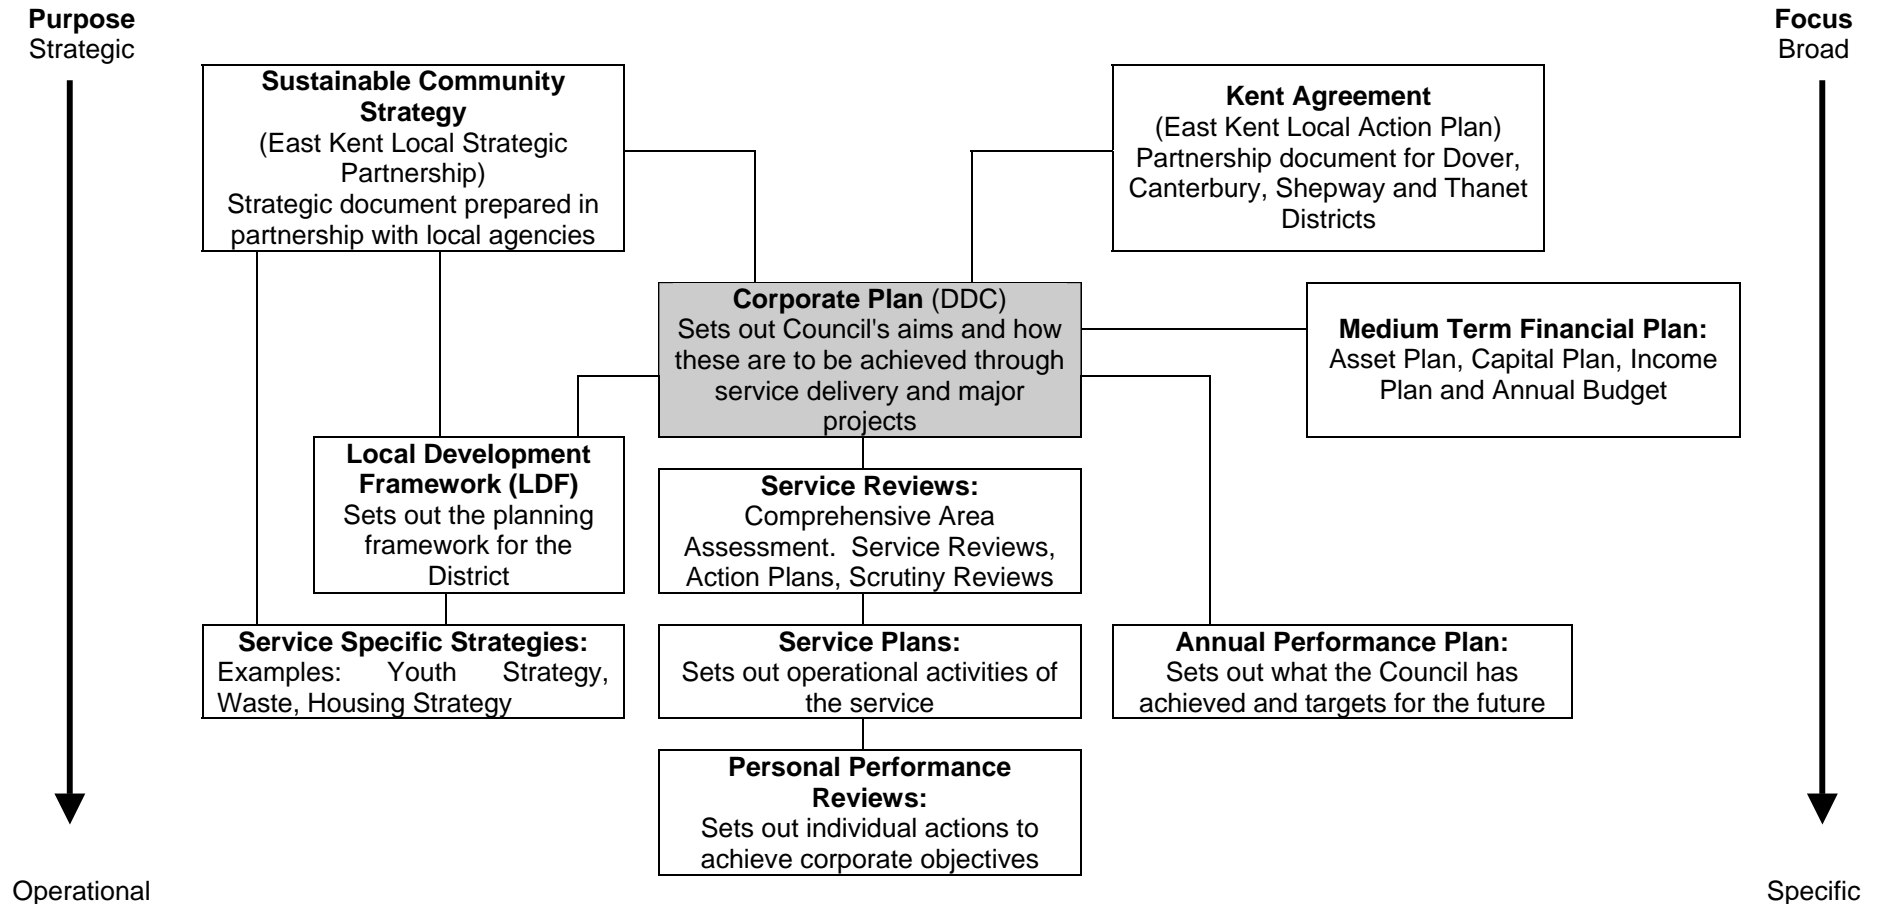 Purpose
Strategic
Focus
Broad
Sustainable Community
Strategy
(East Kent Local Strategic
Partnership)
Strategic document prepared in
partnership with local agencies
Kent Agreement
(East Kent Local Action Plan)
Partnership document for Dover,
Canterbury, Shepway and Thanet
Districts
Corporate Plan (DDC)
Sets out Council's aims and how
these are to be achieved through
service delivery and major
projects
Medium Term Financial Plan:
Asset Plan, Capital Plan, Income
Plan and Annual Budget
Local Development
Framework (LDF)
Sets out the planning
framework for the
District
Service Reviews:
Comprehensive Area
Assessment.  Service Reviews,
Action Plans, Scrutiny Reviews
Service Specific Strategies:
Examples: Youth Strategy,
Waste, Housing Strategy
Service Plans:
Sets out operational activities of
the service
Annual Performance Plan:
Sets out what the Council has
achieved and targets for the future
Personal Performance
Reviews:
Sets out individual actions to
achieve corporate objectives
Operational
Specific